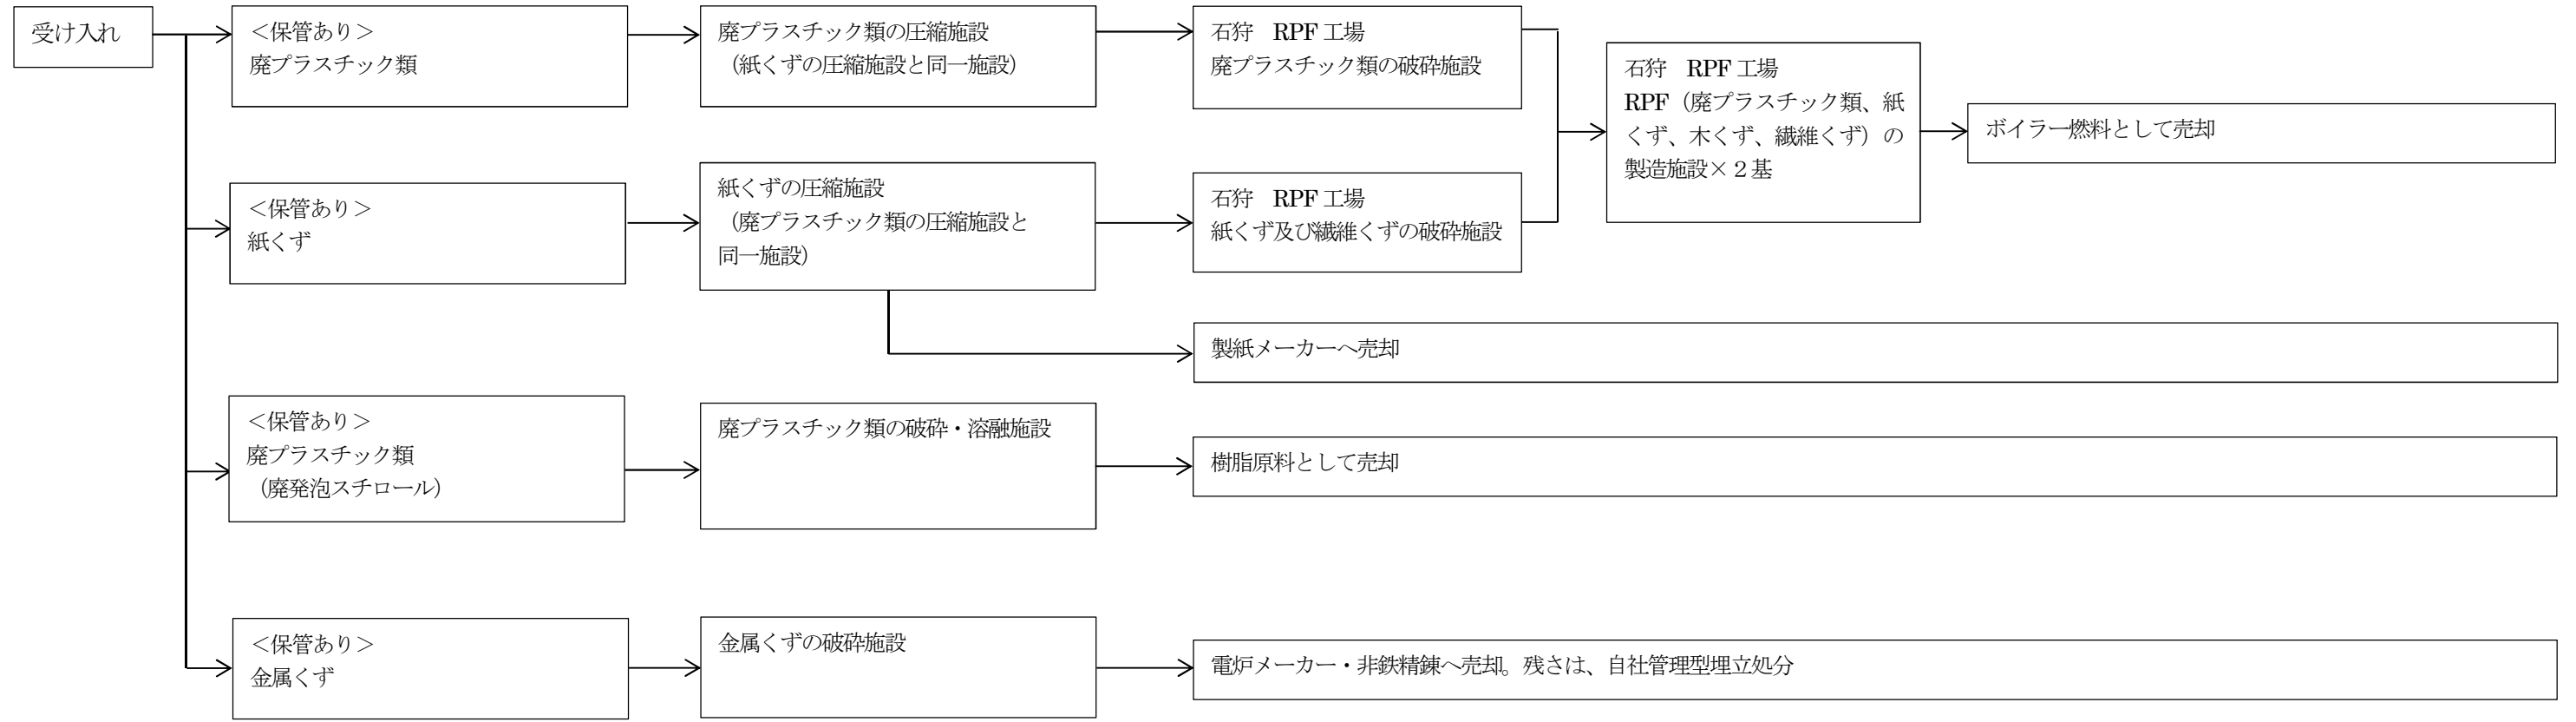 受け入れ
＜保管あり＞
廃プラスチック類
廃プラスチック類の圧縮施設
（紙くずの圧縮施設と同一施設）
石狩　RPF工場
廃プラスチック類の破砕施設
石狩　RPF工場
RPF（廃プラスチック類、紙
くず、木くず、繊維くず）の
製造施設×２基
ボイラー燃料として売却
＜保管あり＞
紙くず
紙くずの圧縮施設
（廃プラスチック類の圧縮施設と
同一施設）
石狩　RPF工場
紙くず及び繊維くずの破砕施設
製紙メーカーへ売却
＜保管あり＞
廃プラスチック類
（廃発泡スチロール）
廃プラスチック類の破砕・溶融施設
樹脂原料として売却
＜保管あり＞
金属くず
金属くずの破砕施設
電炉メーカー・非鉄精錬へ売却。残さは、自社管理型埋立処分